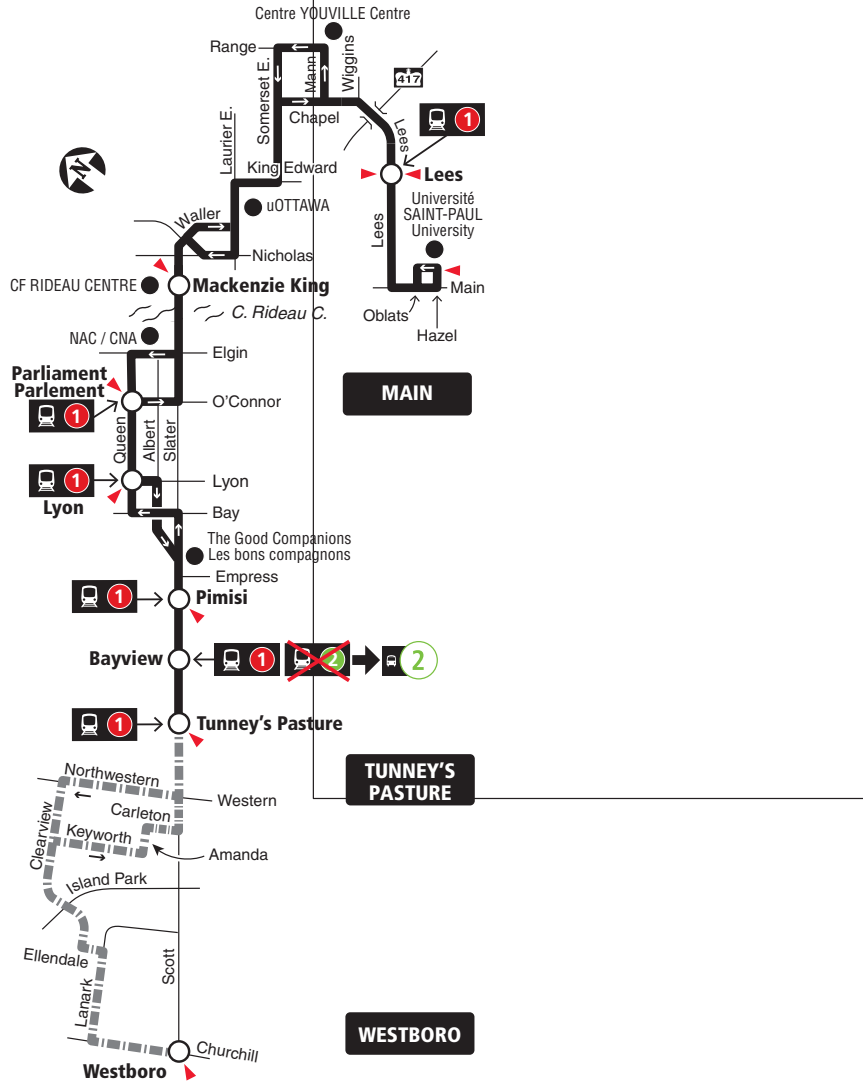 Centre YOUVILLE Centre
Range
Mann
Wiggins
417
Somerset E.
Chapel
Lees
1
Laurier E.
King Edward
Lees
N
uOTTAWA
Université
SAINT-PAUL
University
Waller
Lees
Nicholas
CF RIDEAU CENTRE
Mackenzie King
Main
C. Rideau C.
Oblats
Hazel
NAC / CNA
Elgin
Parliament
Parlement
MAIN
O'Connor
1
Queen
Albert
Slater
1
Lyon
Lyon
Bay
The Good Companions
Les bons compagnons
Empress
1
Pimisi
Bayview
1
2
2
1
Tunney's Pasture
Northwestern
TUNNEY'S
PASTURE
Western
Carleton
Clearview
Keyworth
Amanda
Island Park
Ellendale
Scott
Lanark
WESTBORO
Churchill
Westboro